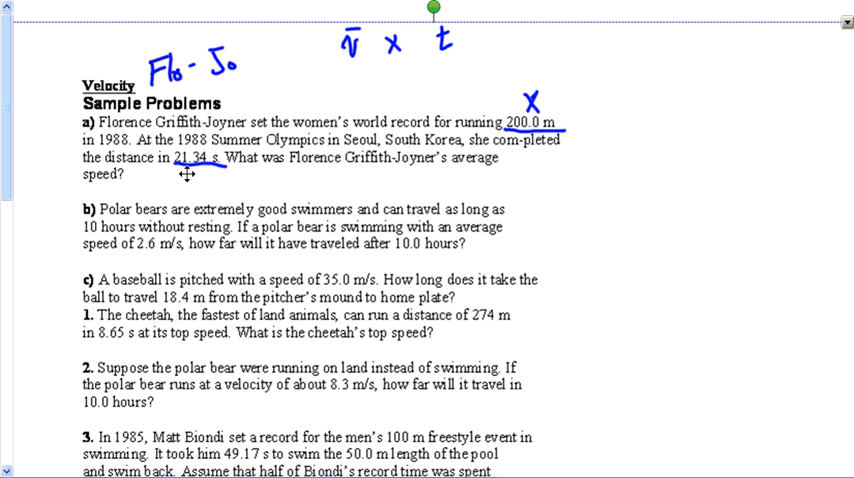 v̄ x t
Flo-Jo
Velocity
Sample Problems
x
a) Florence Griffith-Joyner set the women's world record for running 200.0 m
in 1988. At the 1988 Summer Olympics in Seoul, South Korea, she com-pleted
the distance in 21.34 s. What was Florence Griffith-Joyner's average
speed?
b) Polar bears are extremely good swimmers and can travel as long as
10 hours without resting. If a polar bear is swimming with an average
speed of 2.6 m/s, how far will it have traveled after 10.0 hours?
c) A baseball is pitched with a speed of 35.0 m/s. How long does it take the
ball to travel 18.4 m from the pitcher's mound to home plate?
1. The cheetah, the fastest of land animals, can run a distance of 274 m
in 8.65 s at its top speed. What is the cheetah's top speed?
2. Suppose the polar bear were running on land instead of swimming. If
the polar bear runs at a velocity of about 8.3 m/s, how far will it travel in
10.0 hours?
3. In 1985, Matt Biondi set a record for the men's 100 m freestyle event in
swimming. It took him 49.17 s to swim the 50.0 m length of the pool
and swim back. Assume that half of Biondi's record time was spent